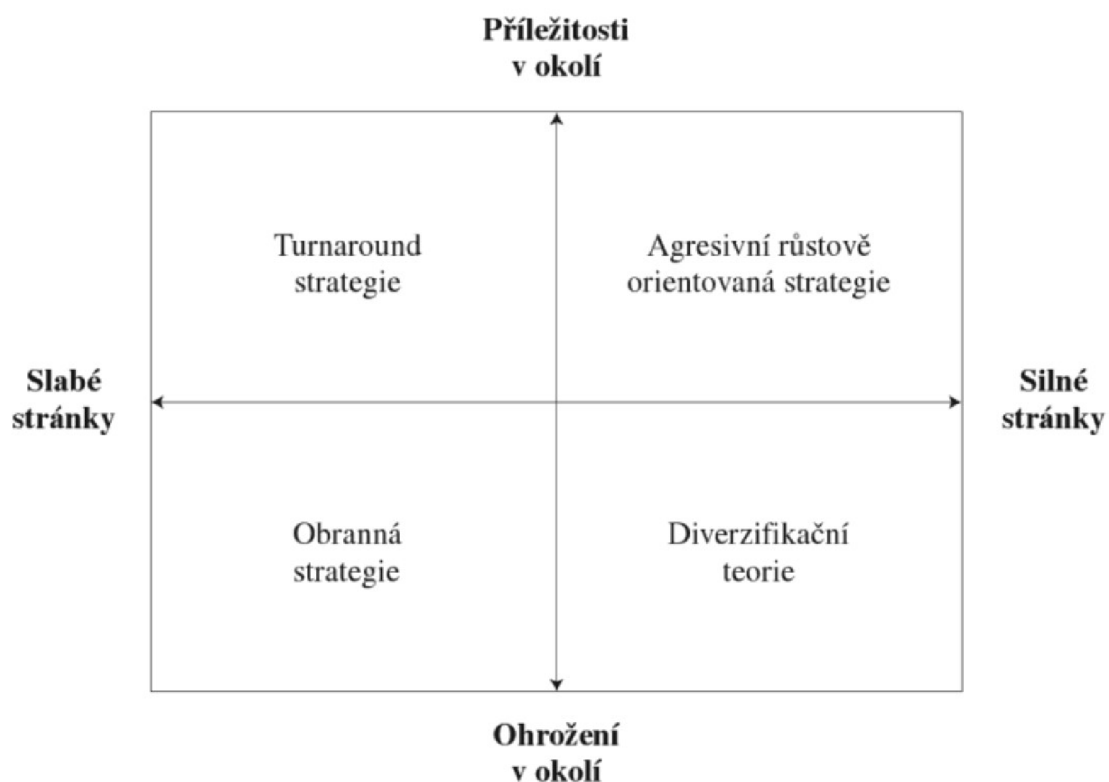 Příležitosti
v okolí
Turnaround
strategie
Agresivní růstově
orientovaná strategie
Slabé
stránky
Silné
stránky
Obranná
strategie
Diverzifikační
teorie
Ohrožení
v okolí